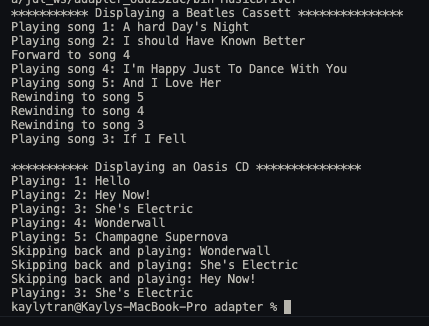 *********** Displaying a Beatles Cassett ***************
Playing song 1: A hard Day's Night
Playing song 2: I should Have Known Better
Forward to song 4
Playing song 4: I'm Happy Just To Dance With You
Playing song 5: And I Love Her
Rewinding to song 5
Rewinding to song 4
Rewinding to song 3
Playing song 3: If I Fell

*********** Displaying an Oasis CD ***************
Playing: 1: Hello
Playing: 2: Hey Now!
Playing: 3: She's Electric
Playing: 4: Wonderwall
Playing: 5: Champagne Supernova
Skipping back and playing: Wonderwall
Skipping back and playing: She's Electric
Skipping back and playing: Hey Now!
Playing: 3: She's Electric
kaylytran@Kaylys-MacBook-Pro adapter %